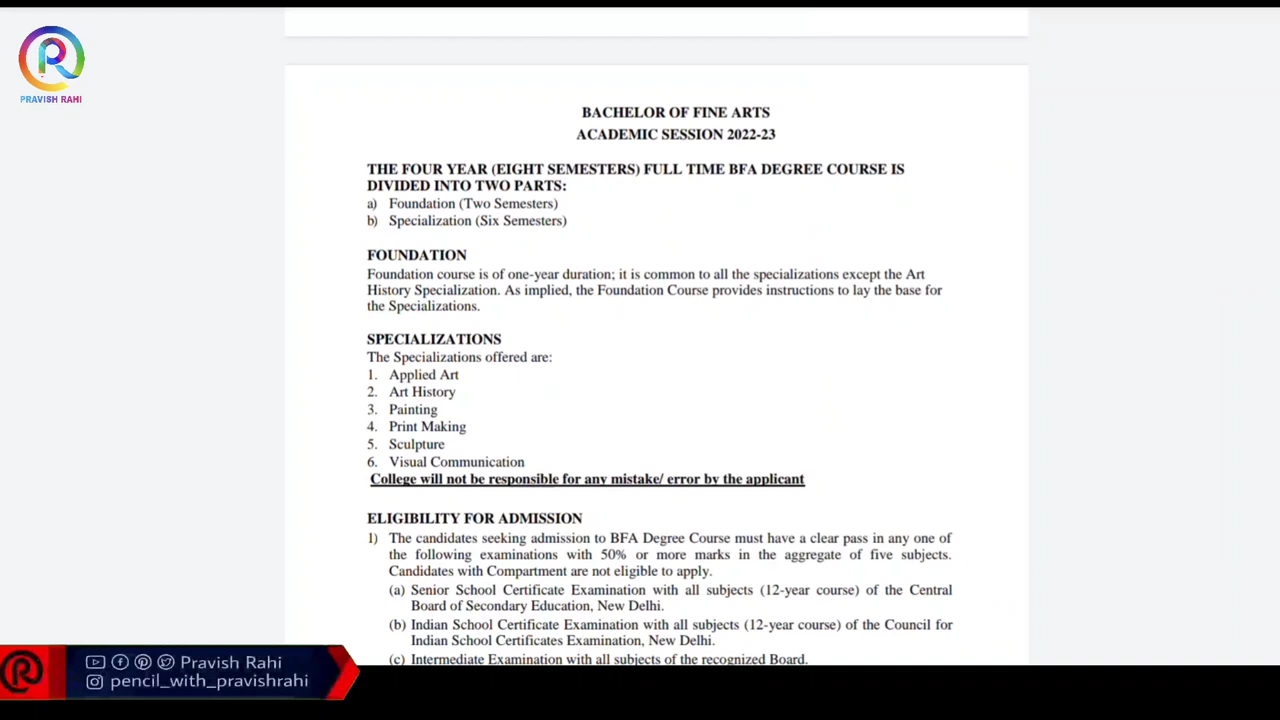 PRAVISH RAHI
BACHELOR OF FINE ARTS
ACADEMIC SESSION 2022-23
THE FOUR YEAR (EIGHT SEMESTERS) FULL TIME BFA DEGREE COURSE IS
DIVIDED INTO TWO PARTS:
a) Foundation (Two Semesters)
b) Specialization (Six Semesters)
FOUNDATION
Foundation course is of one-year duration; it is common to all the specializations except the Art
History Specialization. As implied, the Foundation Course provides instructions to lay the base for
the Specializations.
SPECIALIZATIONS
The Specializations offered are:
1. Applied Art
2. Art History
3. Painting
4. Print Making
5. Sculpture
6. Visual Communication
College will not be responsible for any mistake/ error by the applicant
ELIGIBILITY FOR ADMISSION
1) The candidates seeking admission to BFA Degree Course must have a clear pass in any one of
the following examinations with 50% or more marks in the aggregate of five subjects.
Candidates with Compartment are not eligible to apply.
(a) Senior School Certificate Examination with all subjects (12-year course) of the Central
Board of Secondary Education, New Delhi.
(b) Indian School Certificate Examination with all subjects (12-year course) of the Council for
Indian School Certificates Examination, New Delhi.
(c) Intermediate Examination with all subjects of the recognized Board.
Pravish Rahi
pencil_with_pravishrahi